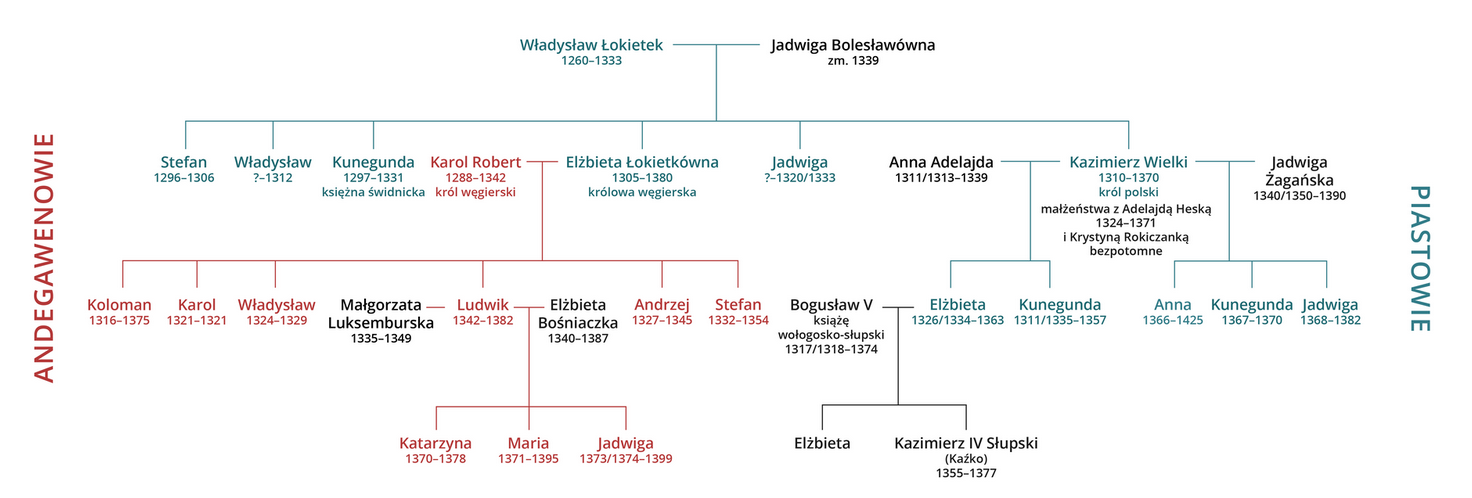 Władysław Łokietek
1260–1333
Jadwiga Bolesławówna
zm. 1339
ANDEGAWENOWIE
PIASTOWIE
Stefan
1296–1306
Władysław
?–1312
Kunegunda
1297–1331
księżna świdnicka
Karol Robert
1288–1342
król węgierski
Elżbieta Łokietkówna
1305–1380
królowa węgierska
Jadwiga
?–1320/1333
Anna Adelajda
1311/1313–1339
Kazimierz Wielki
1310–1370
król polski
małżeństwa z Adelajdą Heską
1324–1371
i Krystyną Rokiczanką
bezpotomne
Jadwiga
Żagańska
1340/1350–1390
Koloman
1316–1375
Karol
1321–1321
Władysław
1324–1329
Małgorzata
Luksemburska
1335–1349
Ludwik
1342–1382
Elżbieta
Bośniaczka
1340–1387
Andrzej
1327–1345
Stefan
1332–1354
Bogusław V
książę
wołogosko-słupski
1317/1318–1374
Elżbieta
1326/1334–1363
Kunegunda
1311/1335–1357
Anna
1366–1425
Kunegunda
1367–1370
Jadwiga
1368–1382
Katarzyna
1370–1378
Maria
1371–1395
Jadwiga
1373/1374–1399
Elżbieta
Kazimierz IV Słupski
(Kaźko)
1355–1377